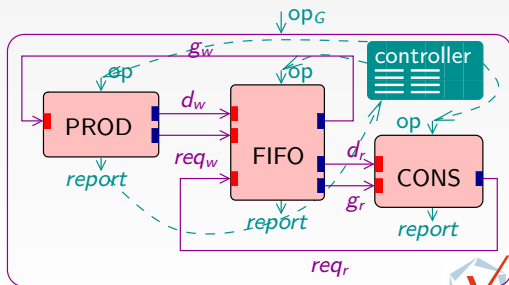 op_G
g_w
controller
op
op
d_w
PROD
op
req_w
FIFO
d_r
CONS
report
g_r
report
report
req_r